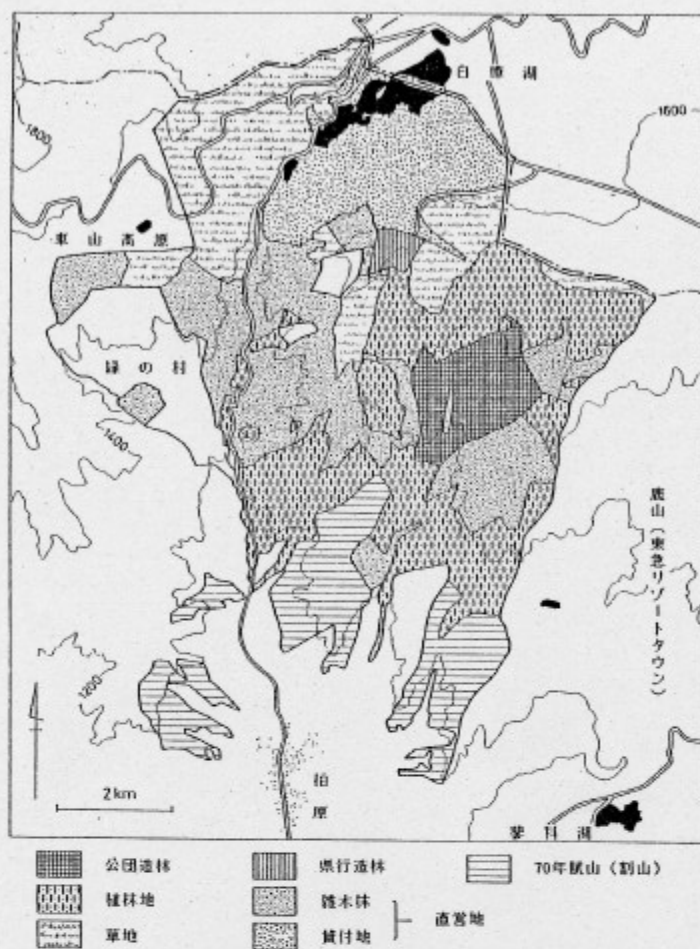 白樺湖
1800
1600
東山高原
緑の村
1400
鹿山(東急リゾートタウン)
1200
2km
柏原
蓼科湖
公団造林
県行造林
70年賦山(割山)
植林地
雑木林
直営地
草地
貸付地